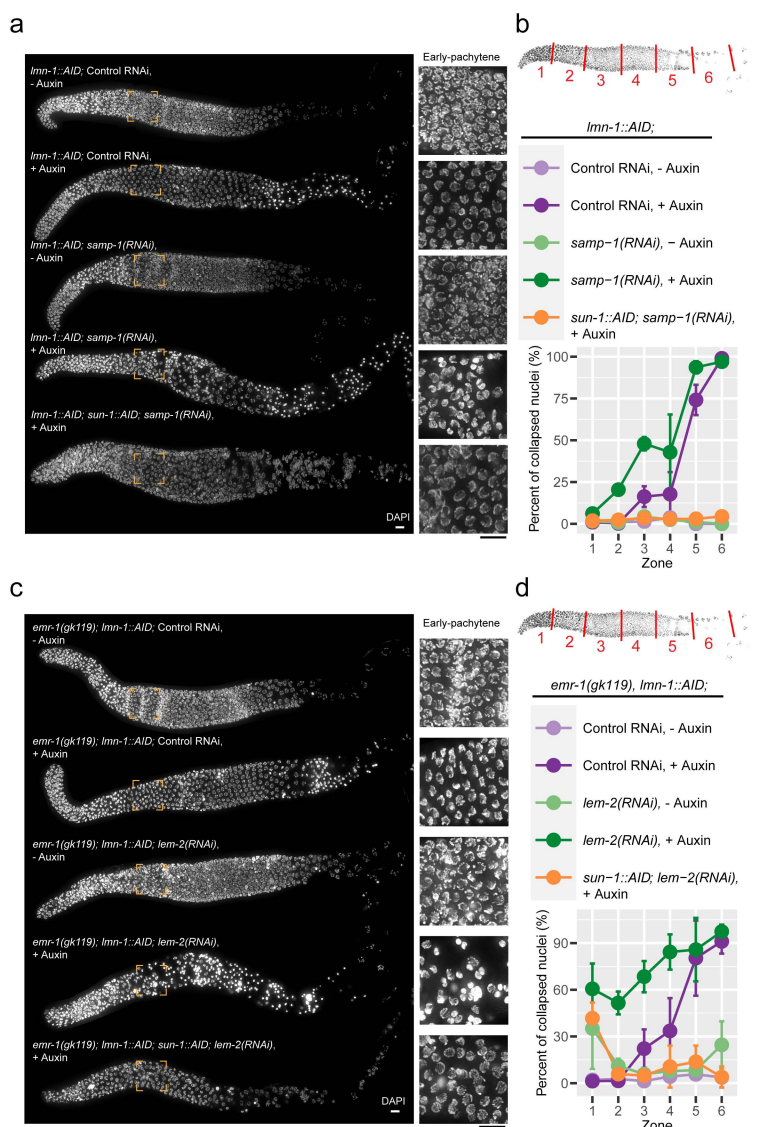 a
Early-pachytene
lmn-1::AID; Control RNAi,
- Auxin
lmn-1::AID; Control RNAi,
+ Auxin
lmn-1::AID; samp-1(RNAi),
- Auxin
lmn-1::AID; samp-1(RNAi),
+ Auxin
lmn-1::AID; sun-1::AID; samp-1(RNAi),
+ Auxin
DAPI
b
1 2 3 4 5 6
lmn-1::AID;
Control RNAi, - Auxin
Control RNAi, + Auxin
samp−1(RNAi), − Auxin
samp-1(RNAi), + Auxin
sun-1::AID; samp−1(RNAi),
+ Auxin
Percent of collapsed nuclei (%)
100
75
50
25
0
1 2 3 4 5 6
Zone
c
Early-pachytene
emr-1(gk119); lmn-1::AID; Control RNAi,
- Auxin
emr-1(gk119); lmn-1::AID; Control RNAi,
+ Auxin
emr-1(gk119); lmn-1::AID; lem-2(RNAi),
- Auxin
emr-1(gk119); lmn-1::AID; lem-2(RNAi),
+ Auxin
emr-1(gk119); lmn-1::AID; sun-1::AID; lem-2(RNAi),
+ Auxin
DAPI
d
1 2 3 4 5 6
emr-1(gk119), lmn-1::AID;
Control RNAi, - Auxin
Control RNAi, + Auxin
lem-2(RNAi), - Auxin
lem-2(RNAi), + Auxin
sun−1::AID; lem−2(RNAi),
+ Auxin
Percent of collapsed nuclei (%)
90
60
30
0
1 2 3 4 5 6
Zone